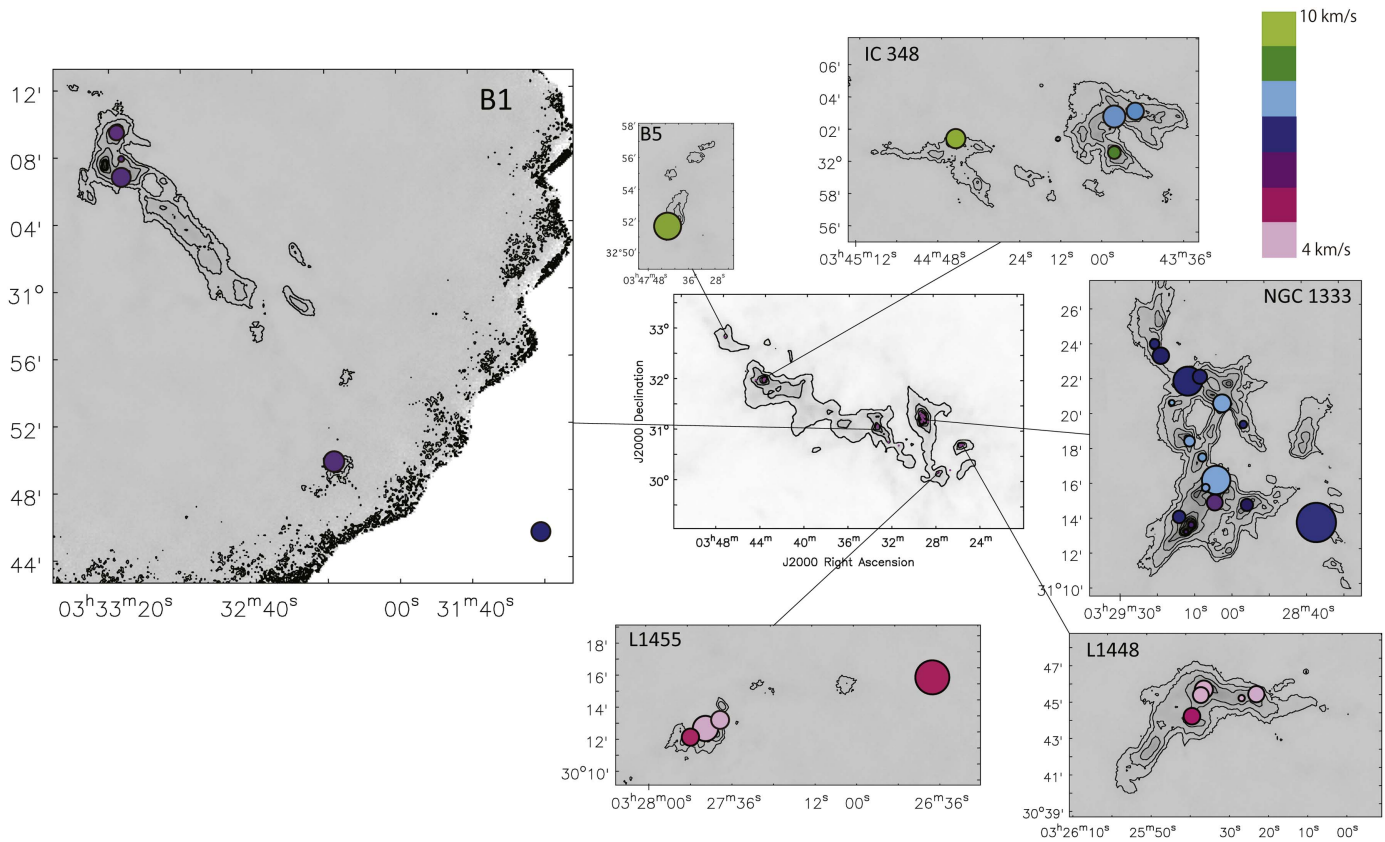 10 km/s
4 km/s
B1
12'
08'
04'
31°
56'
52'
48'
44'
03ʰ33ᵐ20ˢ
32ᵐ40ˢ
00ˢ
31ᵐ40ˢ
B5
58'
56'
54'
52'
32°50'
03ʰ47ᵐ48ˢ
36ˢ
28ˢ
IC 348
06'
04'
02'
32°
58'
56'
03ʰ45ᵐ12ˢ
44ᵐ48ˢ
24ˢ
12ˢ
00ˢ
43ᵐ36ˢ
J2000 Declination
33°
32°
31°
30°
03ʰ48ᵐ
44ᵐ
40ᵐ
36ᵐ
32ᵐ
28ᵐ
24ᵐ
J2000 Right Ascension
NGC 1333
26'
24'
22'
20'
18'
16'
14'
12'
31°10'
03ʰ29ᵐ30ˢ
10ˢ
00ˢ
28ᵐ40ˢ
L1455
18'
16'
14'
12'
30°10'
03ʰ28ᵐ00ˢ
27ᵐ36ˢ
12ˢ
00ˢ
26ᵐ36ˢ
L1448
47'
45'
43'
41'
30°39'
03ʰ26ᵐ10ˢ
25ᵐ50ˢ
30ˢ
20ˢ
10ˢ
00ˢ